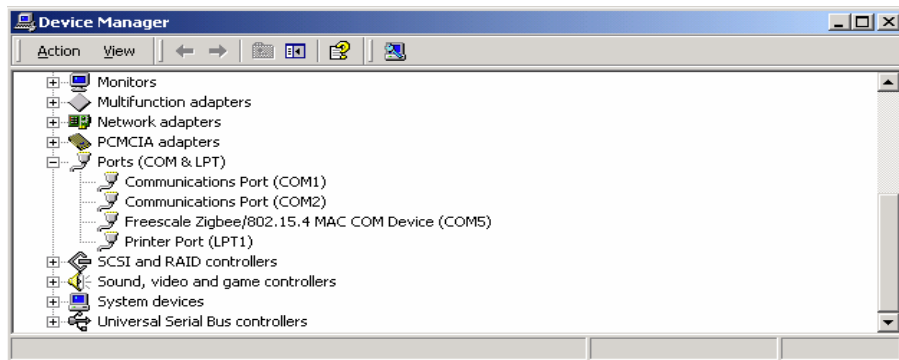 Device Manager
Action View
Monitors
Multifunction adapters
Network adapters
PCMCIA adapters
Ports (COM & LPT)
Communications Port (COM1)
Communications Port (COM2)
Freescale Zigbee/802.15.4 MAC COM Device (COM5)
Printer Port (LPT1)
SCSI and RAID controllers
Sound, video and game controllers
System devices
Universal Serial Bus controllers